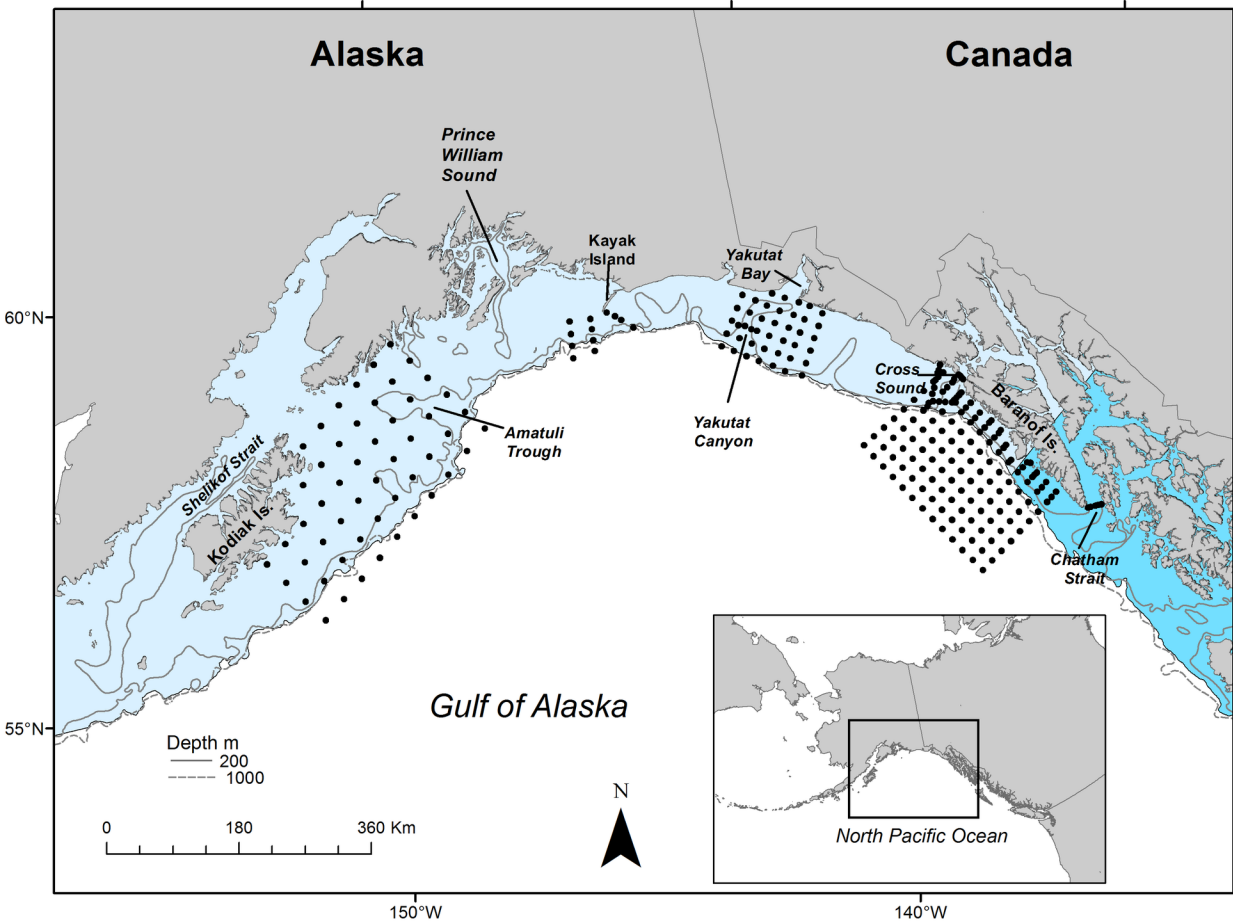 Alaska
Canada
Prince
William
Sound
Kayak
Island
Yakutat
Bay
60°N
Cross
Sound
Baranof Is.
Yakutat
Canyon
Amatuli
Trough
Shelikof Strait
Kodiak Is.
Chatham
Strait
Gulf of Alaska
55°N
Depth m
200
1000
N
0 180 360 Km
North Pacific Ocean
150°W
140°W